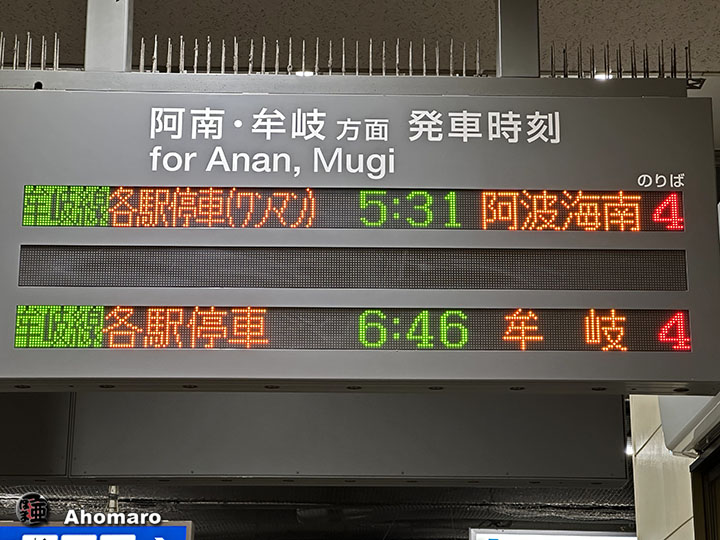 阿南・牟岐 方面 発車時刻
for Anan, Mugi
のりば
牟岐線 各駅停車(ワンマン) 5:31 阿波海南 4
牟岐線 各駅停車 6:46 牟岐 4
Ahomaro